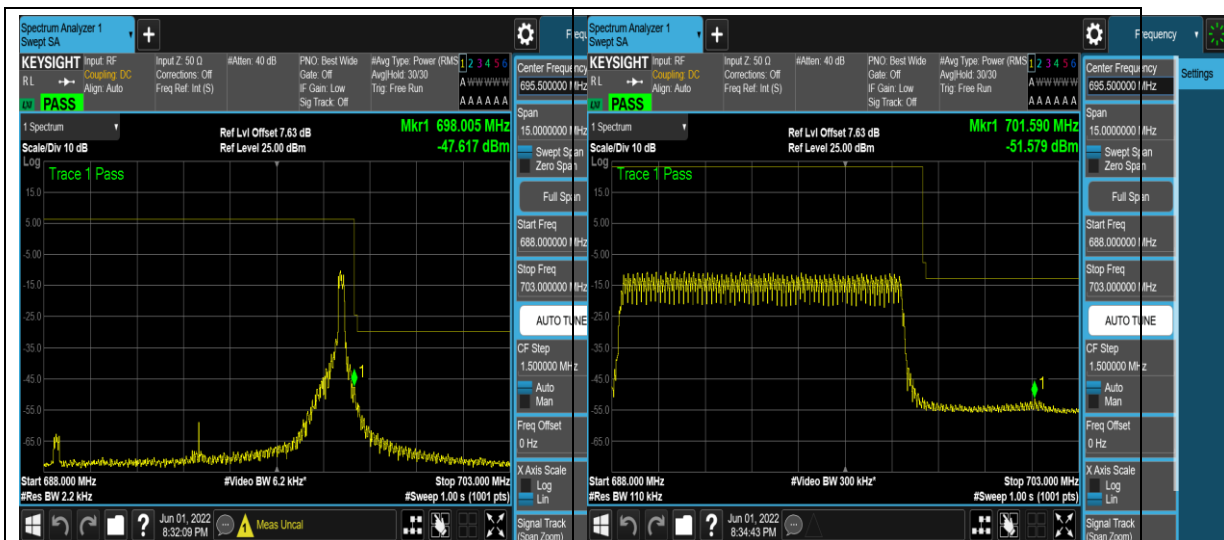 Spectrum Analyzer 1
Swept SA
+
KEYSIGHT
RL
PASS
Input: RF
Coupling: DC
Align: Auto
Input Z: 50 Ω
Corrections: Off
Freq Ref: Int (S)
#Atten: 40 dB
PNO: Best Wide
Gate: Off
IF Gain: Low
Sig Track: Off
#Avg Type: Power (RMS
Avg|Hold: 30/30
Trig: Free Run
1 2 3 4 5 6
A W W W W W
A A A A A A
1 Spectrum
Scale/Div 10 dB
Ref Lvl Offset 7.63 dB
Ref Level 25.00 dBm
Mkr1 698.005 MHz
-47.617 dBm
Log
Trace 1 Pass
15.0
5.00
-5.00
-15.0
-25.0
-35.0
-45.0
-55.0
-65.0
1
Start 688.000 MHz
#Res BW 2.2 kHz
#Video BW 6.2 kHz*
Stop 703.000 MHz
#Sweep 1.00 s (1001 pts)
?
Jun 01, 2022
8:32:09 PM
Meas Uncal
Frequ
Center Frequency
695.500000 MHz
Span
15.0000000 MHz
Swept Span
Zero Span
Full Span
Start Freq
688.000000 MHz
Stop Freq
703.000000 MHz
AUTO TUNE
CF Step
1.500000 MHz
Auto
Man
Freq Offset
0 Hz
X Axis Scale
Log
Lin
Signal Track
(Span Zoom)
Spectrum Analyzer 1
Swept SA
+
KEYSIGHT
RL
PASS
Input: RF
Coupling: DC
Align: Auto
Input Z: 50 Ω
Corrections: Off
Freq Ref: Int (S)
#Atten: 40 dB
PNO: Best Wide
Gate: Off
IF Gain: Low
Sig Track: Off
#Avg Type: Power (RMS
Avg|Hold: 30/30
Trig: Free Run
1 2 3 4 5 6
A W W W W W
A A A A A A
1 Spectrum
Scale/Div 10 dB
Ref Lvl Offset 7.63 dB
Ref Level 25.00 dBm
Mkr1 701.590 MHz
-51.579 dBm
Log
Trace 1 Pass
15.0
5.00
-5.00
-15.0
-25.0
-35.0
-45.0
-55.0
-65.0
1
Start 688.000 MHz
#Res BW 110 kHz
#Video BW 300 kHz*
Stop 703.000 MHz
#Sweep 1.00 s (1001 pts)
?
Jun 01, 2022
8:34:43 PM
Frequency
Settings
Center Frequency
695.500000 MHz
Span
15.0000000 MHz
Swept Span
Zero Span
Full Span
Start Freq
688.000000 MHz
Stop Freq
703.000000 MHz
AUTO TUNE
CF Step
1.500000 MHz
Auto
Man
Freq Offset
0 Hz
X Axis Scale
Log
Lin
Signal Track
(Span Zoom)